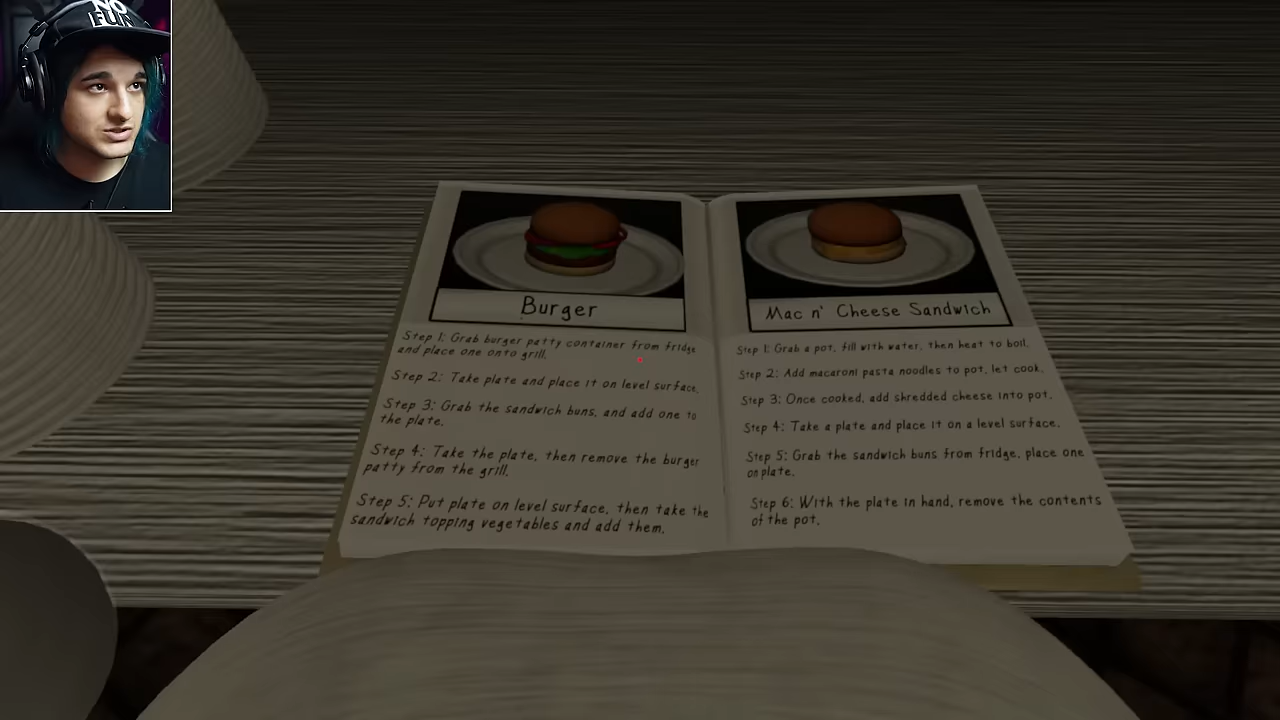 NO
FUN
Burger
Step 1: Grab burger patty container from fridge
and place one onto grill.
Step 2: Take plate and place it on level surface.
Step 3: Grab the sandwich buns, and add one to
the plate.
Step 4: Take the plate, then remove the burger
patty from the grill.
Step 5: Put plate on level surface, then take the
sandwich topping vegetables and add them.
Mac n' Cheese Sandwich
Step 1: Grab a pot, fill with water, then heat to boil.
Step 2: Add macaroni pasta noodles to pot, let cook.
Step 3: Once cooked, add shredded cheese into pot.
Step 4: Take a plate and place it on a level surface.
Step 5: Grab the sandwich buns from fridge, place one
on plate.
Step 6: With the plate in hand, remove the contents
of the pot.